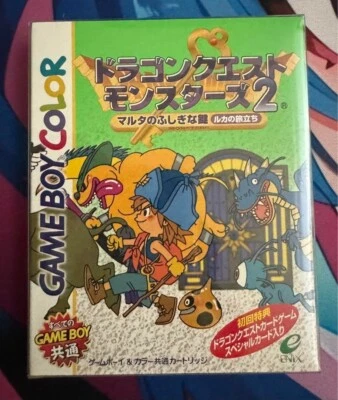 GAME BOY COLOR
ドラゴンクエスト
モンスターズ2®
マルタのふしぎな鍵 ルカの旅立ち
すべての
GAME BOY
共通
初回特典
ドラゴンクエストカードゲーム
スペシャルカード入り
ENIX
ゲームボーイ&カラー共通カートリッジ